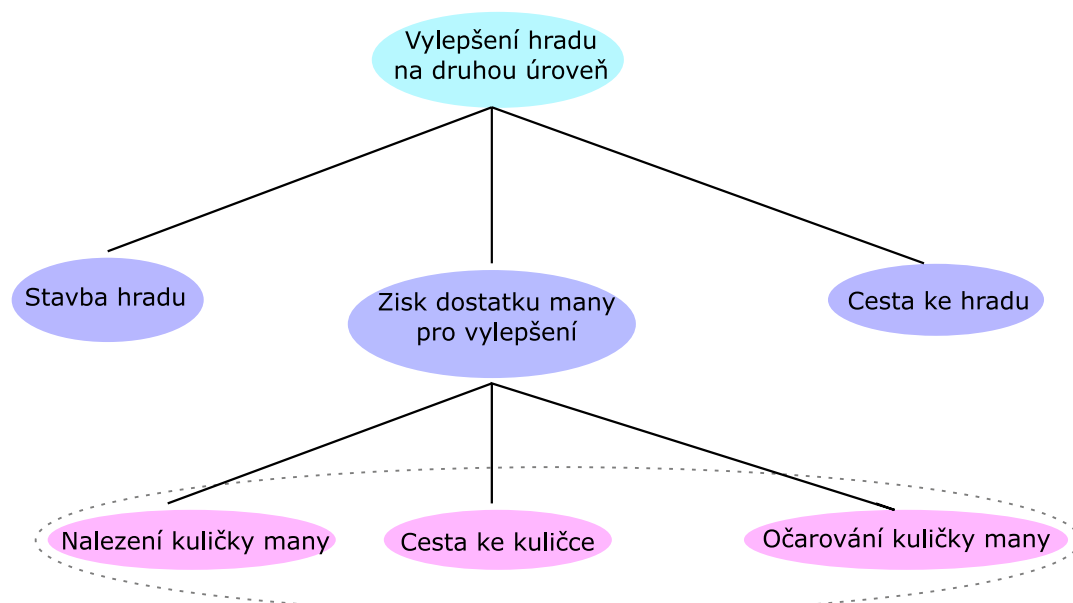 Vylepšení hradu
na druhou úroveň
Stavba hradu
Zisk dostatku many
pro vylepšení
Cesta ke hradu
Nalezení kuličky many
Cesta ke kuličce
Očarování kuličky many